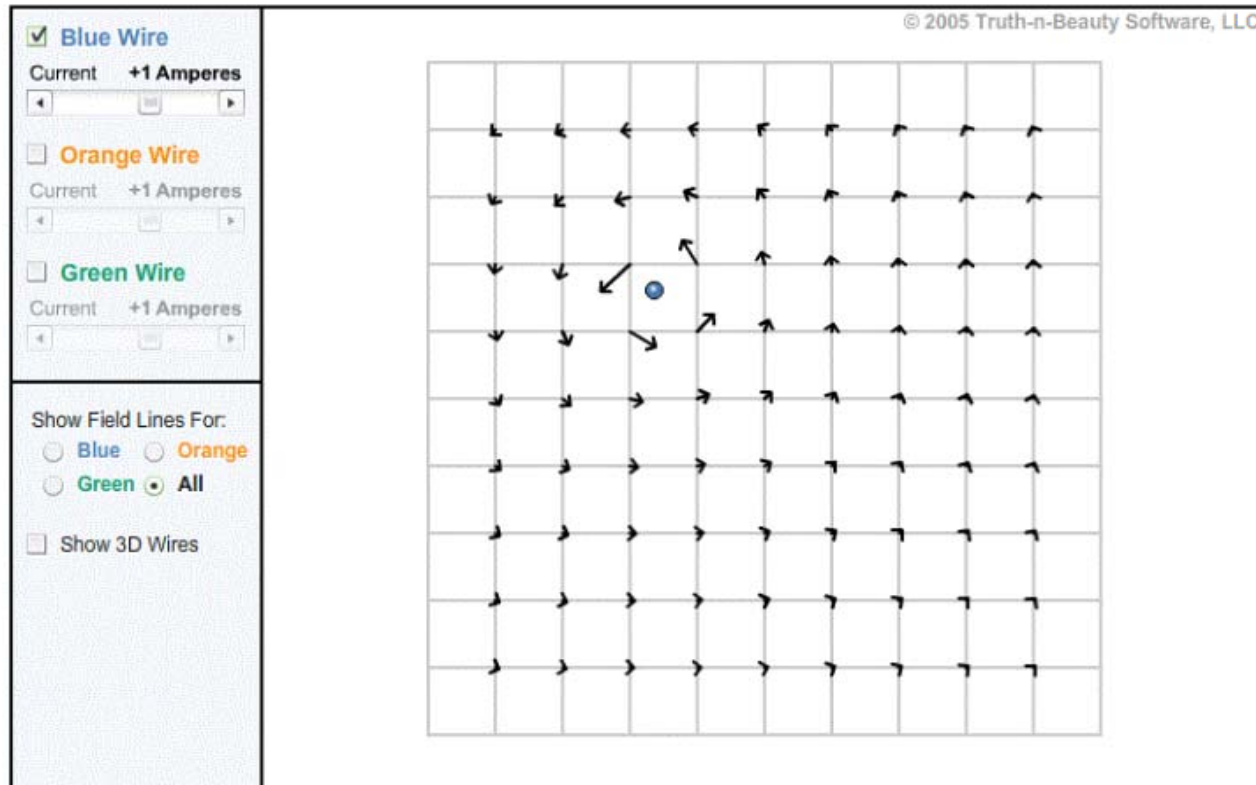 © 2005 Truth-n-Beauty Software, LLC
Blue Wire
Current +1 Amperes
Orange Wire
Current +1 Amperes
Green Wire
Current +1 Amperes
Show Field Lines For:
Blue Orange
Green All
Show 3D Wires